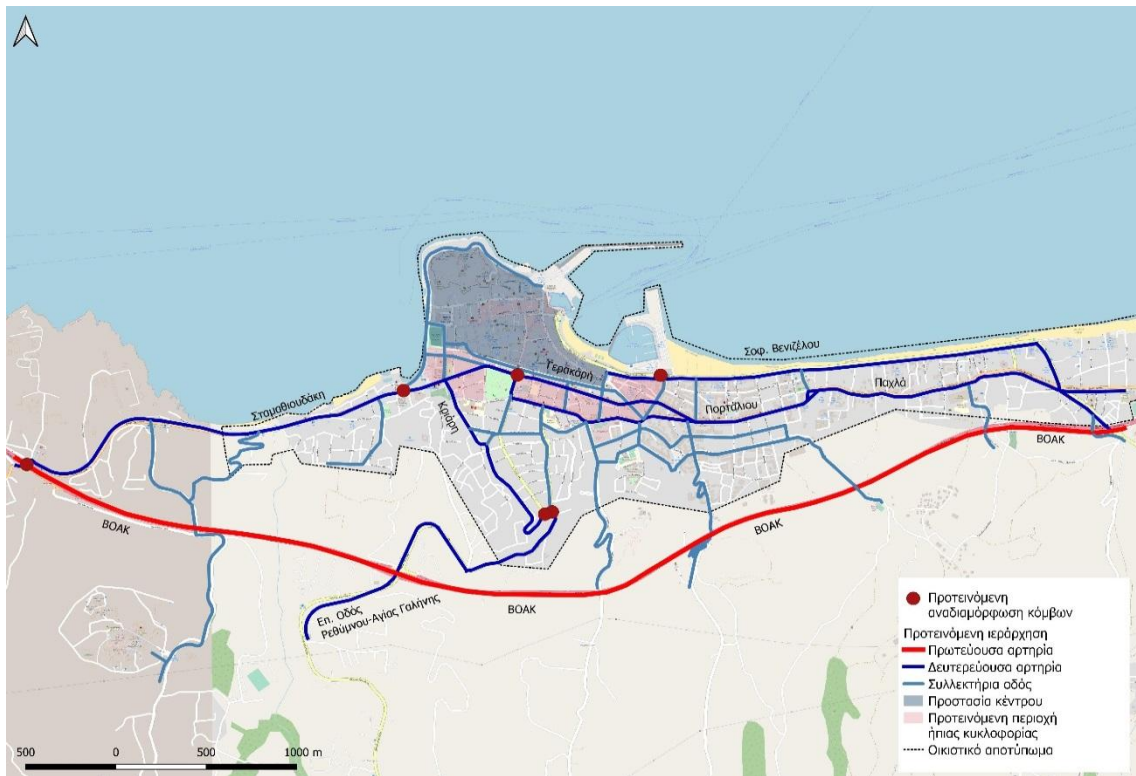 Σοφ. Βενιζέλου
Γερακάρη
Παχλά
Σταμαθιουδάκη
Κριάρη
Πορτάλιου
ΒΟΑΚ
ΒΟΑΚ
ΒΟΑΚ
ΒΟΑΚ
Επ. Οδός
Ρεθύμνου-Αγίας Γαλήνης
Προτεινόμενη
αναδιαμόρφωση κόμβων
Προτεινόμενη ιεράρχηση
Πρωτεύουσα αρτηρία
Δευτερεύουσα αρτηρία
Συλλεκτήρια οδός
Προστασία κέντρου
Προτεινόμενη περιοχή
ήπιας κυκλοφορίας
Οικιστικό αποτύπωμα
500 0 500 1000 m